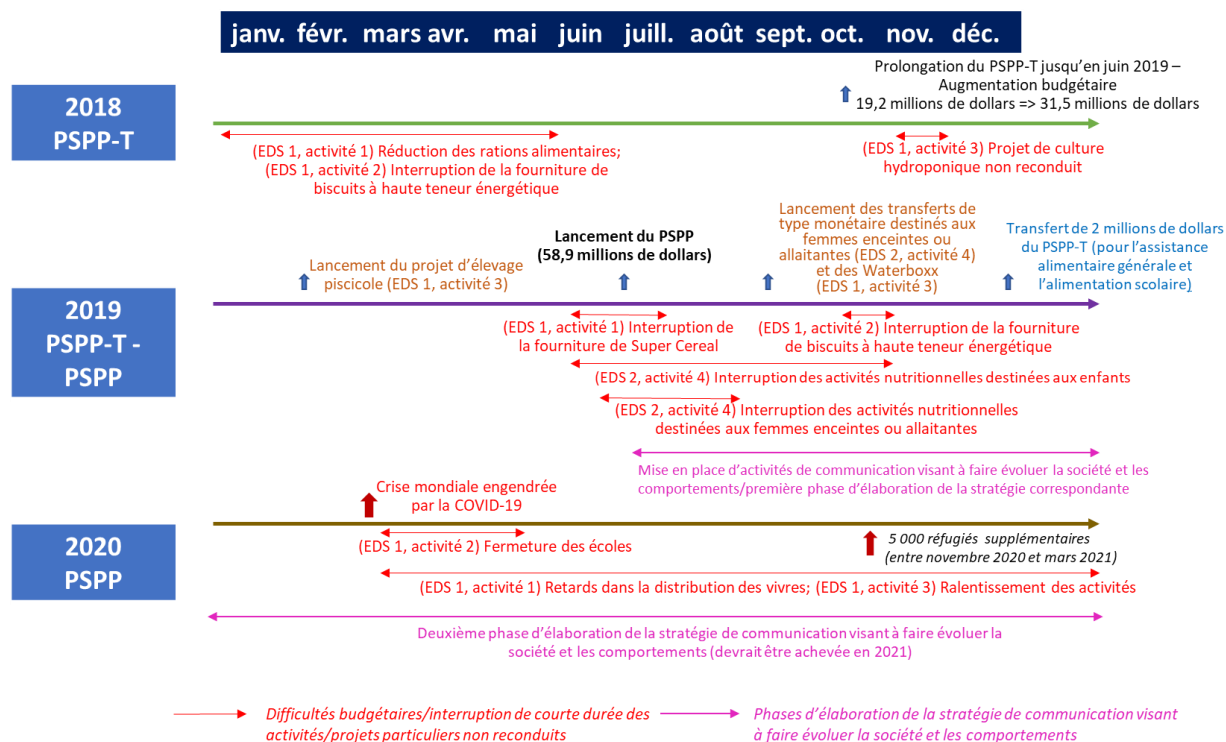 janv. févr. mars avr. mai juin juill. août sept. oct. nov. déc.
2018
PSPP-T
Prolongation du PSPP-T jusqu'en juin 2019 –
Augmentation budgétaire
19,2 millions de dollars => 31,5 millions de dollars
(EDS 1, activité 1) Réduction des rations alimentaires;
(EDS 1, activité 2) Interruption de la fourniture de
biscuits à haute teneur énergétique
(EDS 1, activité 3) Projet de culture
hydroponique non reconduit
2019
PSPP-T -
PSPP
Lancement du projet d'élevage
piscicole (EDS 1, activité 3)
Lancement du PSPP
(58,9 millions de dollars)
Lancement des transferts de
type monétaire destinés aux
femmes enceintes ou
allaitantes (EDS 2, activité 4)
et des Waterboxx
(EDS 1, activité 3)
Transfert de 2 millions de dollars
du PSPP-T (pour l'assistance
alimentaire générale et
l'alimentation scolaire)
(EDS 1, activité 1) Interruption de
la fourniture de Super Cereal
(EDS 1, activité 2) Interruption de la fourniture
de biscuits à haute teneur énergétique
(EDS 2, activité 4) Interruption des activités nutritionnelles destinées aux enfants
(EDS 2, activité 4) Interruption des activités nutritionnelles
destinées aux femmes enceintes ou allaitantes
Mise en place d'activités de communication visant à faire évoluer la société et les
comportements/première phase d'élaboration de la stratégie correspondante
2020
PSPP
Crise mondiale engendrée
par la COVID-19
(EDS 1, activité 2) Fermeture des écoles
5 000 réfugiés supplémentaires
(entre novembre 2020 et mars 2021)
(EDS 1, activité 1) Retards dans la distribution des vivres; (EDS 1, activité 3) Ralentissement des activités
Deuxième phase d'élaboration de la stratégie de communication visant à faire évoluer la
société et les comportements (devrait être achevée en 2021)
Difficultés budgétaires/interruption de courte durée des
activités/projets particuliers non reconduits
Phases d'élaboration de la stratégie de communication visant
à faire évoluer la société et les comportements